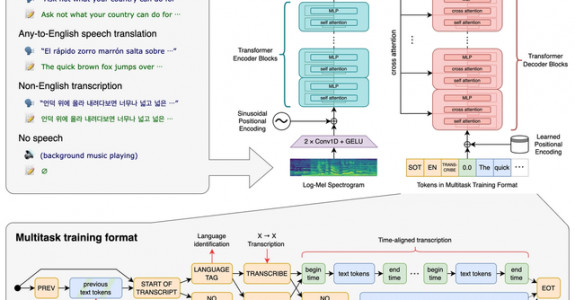 Ask not what your country can do for ⋯
Any-to-English speech translation
"El rápido zorro marrón salta sobre ⋯"
The quick brown fox jumps over ⋯
Non-English transcription
"언덕 위에 올라 내려다보면 너무나 넓고 넓은 ⋯"
언덕 위에 올라 내려다보면 너무나 넓고 넓은 ⋯
No speech
(background music playing)
∅
Transformer
Encoder Blocks
MLP
self attention
MLP
self attention
MLP
self attention
Sinusoidal
Positional
Encoding
2 × Conv1D + GELU
Log-Mel Spectrogram
cross attention
MLP
cross attention
self attention
MLP
cross attention
self attention
MLP
cross attention
self attention
Transformer
Decoder Blocks
Learned
Positional
Encoding
SOT EN TRANS-CRIBE 0.0 The quick ⋯
Tokens in Multitask Training Format
Multitask training format
Language
identification
X → X
Transcription
Time-aligned transcription
PREV
previous
text tokens
START OF
TRANSCRIPT
LANGUAGE
TAG
TRANSCRIBE
begin
time
text tokens
end
time
⋯
begin
time
text tokens
end
time
EOT
NO
NO